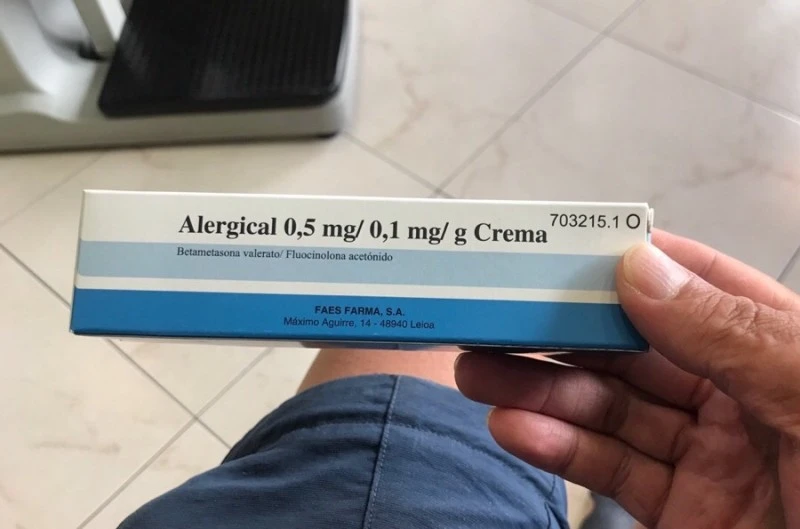 Alergical 0,5 mg/ 0,1 mg/ g Crema
703215.1 O
Betametasona valerato/ Fluocinolona acetónido
FAES FARMA, S.A.
Máximo Aguirre, 14 - 48940 Leioa